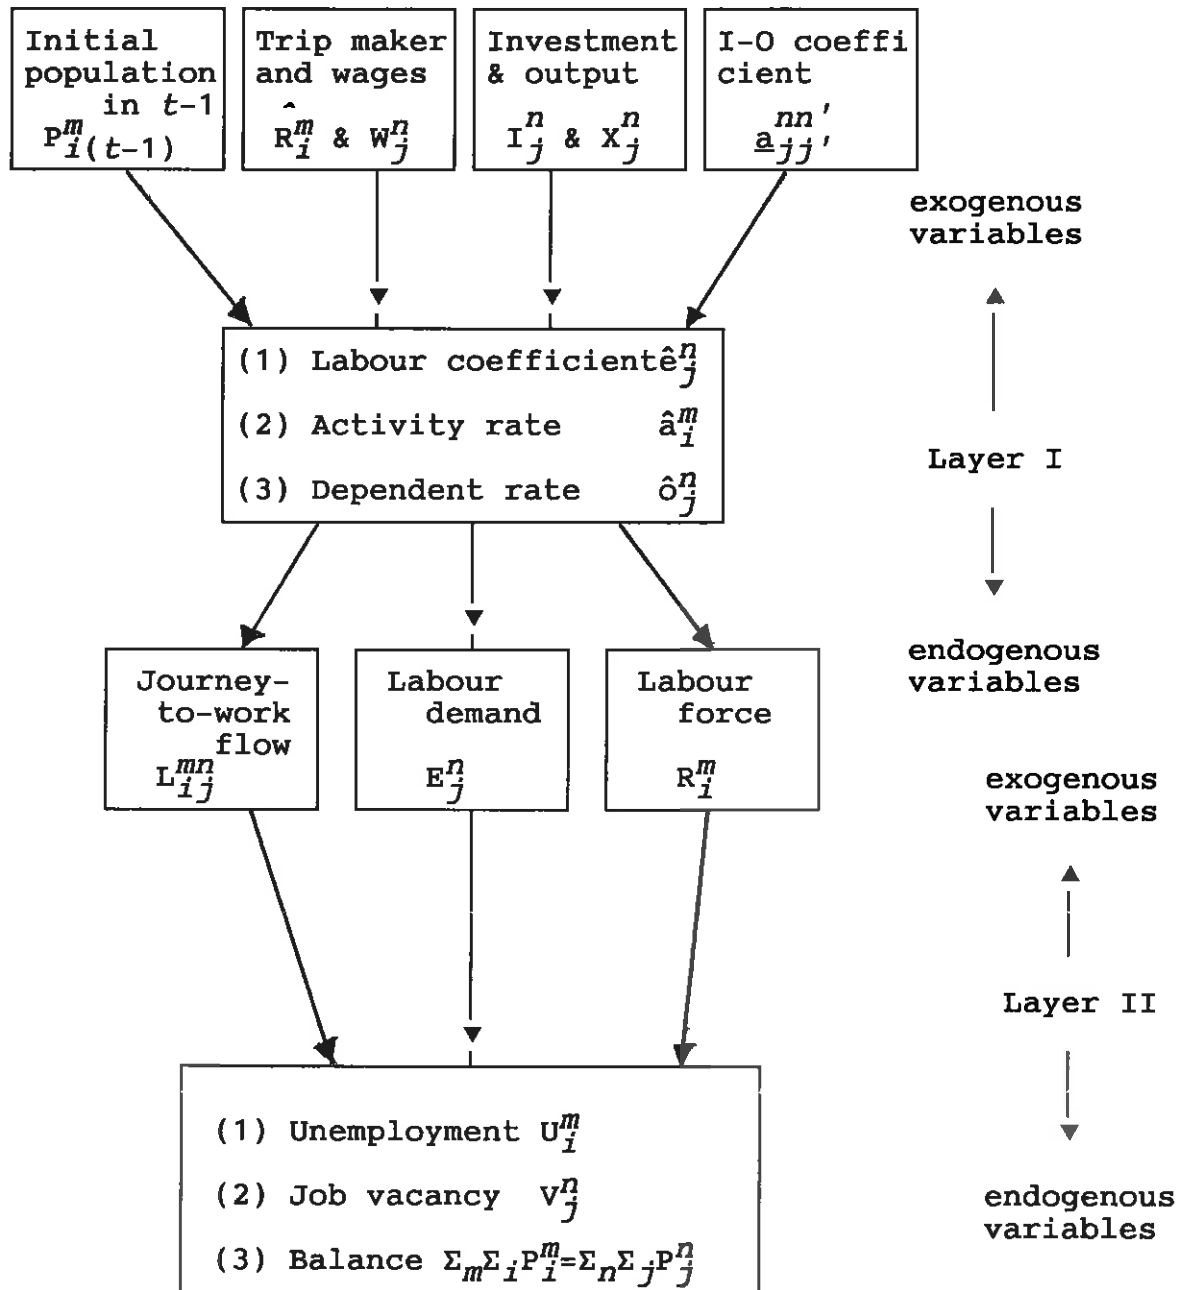 Initial
population
in t-1
P^m_i(t-1)
Trip maker
and wages
R̂^m_i & W^n_j
Investment
& output
I^n_j & X^n_j
I-O coeffi
cient
a^nn'_jj'
exogenous
variables
(1) Labour coefficient ê^n_j
(2) Activity rate â^m_i
(3) Dependent rate ô^n_j
Layer I
endogenous
variables
Journey-
to-work
flow
L^mn_ij
Labour
demand
E^n_j
Labour
force
R^m_i
exogenous
variables
Layer II
(1) Unemployment U^m_i
(2) Job vacancy V^n_j
(3) Balance Σ_mΣ_iP^m_i=Σ_nΣ_jP^n_j
endogenous
variables